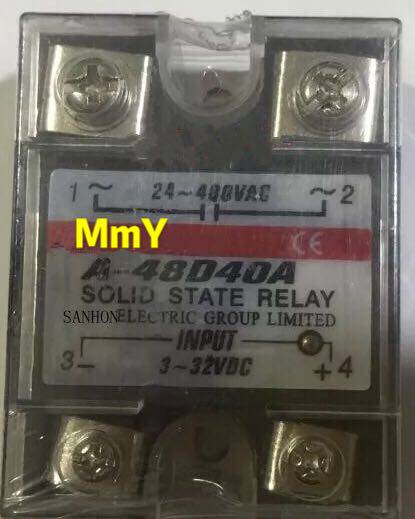 1 ~ 24~480VAC ~ 2
MmY CE
A-48D40A
SOLID STATE RELAY
SANHONELECTRIC GROUP LIMITED
INPUT
3 − 3~32VDC + 4